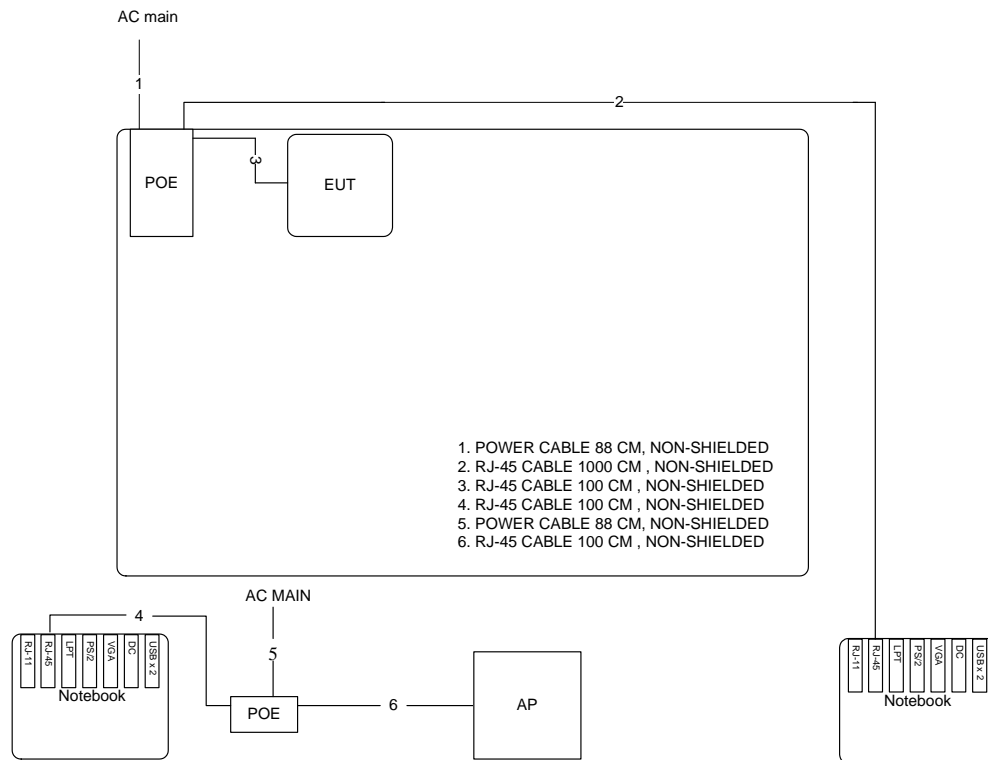 AC main
1
2
POE
3
EUT
1. POWER CABLE 88 CM, NON-SHIELDED
2. RJ-45 CABLE 1000 CM , NON-SHIELDED
3. RJ-45 CABLE 100 CM , NON-SHIELDED
4. RJ-45 CABLE 100 CM , NON-SHIELDED
5. POWER CABLE 88 CM, NON-SHIELDED
6. RJ-45 CABLE 100 CM , NON-SHIELDED
AC MAIN
4
5
RJ-11
RJ-45
LPT
PS/2
VGA
DC
USB x 2
Notebook
POE
6
AP
RJ-11
RJ-45
LPT
PS/2
VGA
DC
USB x 2
Notebook